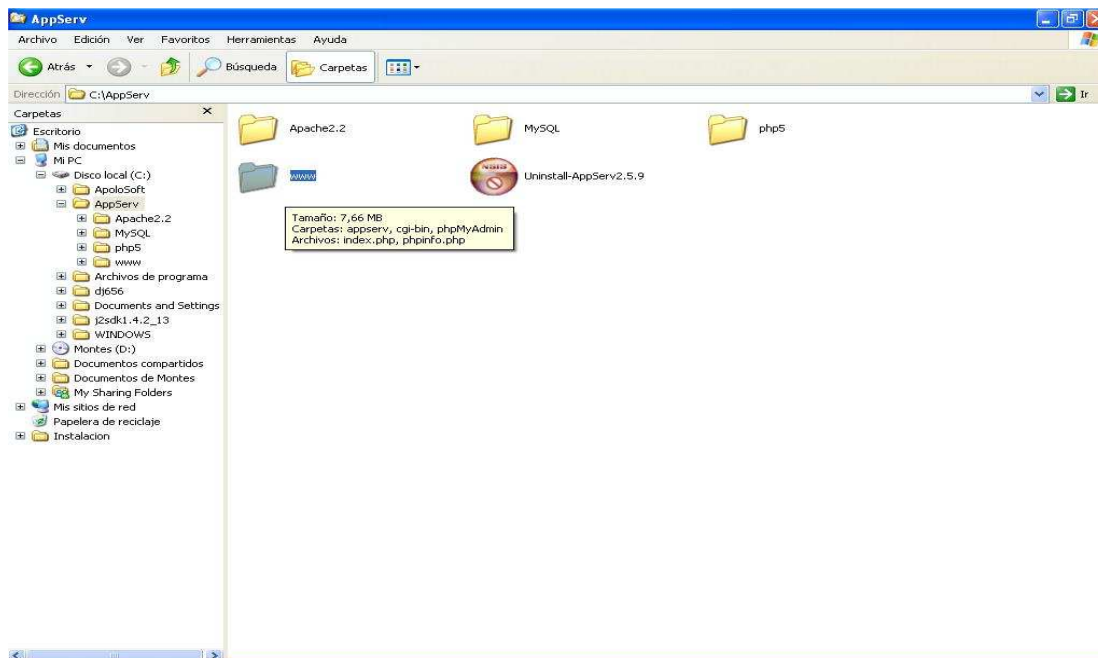 AppServ
Archivo Edición Ver Favoritos Herramientas Ayuda
Atrás Búsqueda Carpetas
Dirección C:\AppServ Ir
Carpetas
Escritorio
Mis documentos
Mi PC
Disco local (C:)
ApoloSoft
AppServ
Apache2.2
MySQL
php5
www
Archivos de programa
dj656
Documents and Settings
j2sdk1.4.2_13
WINDOWS
Montes (D:)
Documentos compartidos
Documentos de Montes
My Sharing Folders
Mis sitios de red
Papelera de reciclaje
Instalacion
Apache2.2 MySQL php5
www NSIS Uninstall-AppServ2.5.9
Tamaño: 7,66 MB
Carpetas: appserv, cgi-bin, phpMyAdmin
Archivos: index.php, phpinfo.php